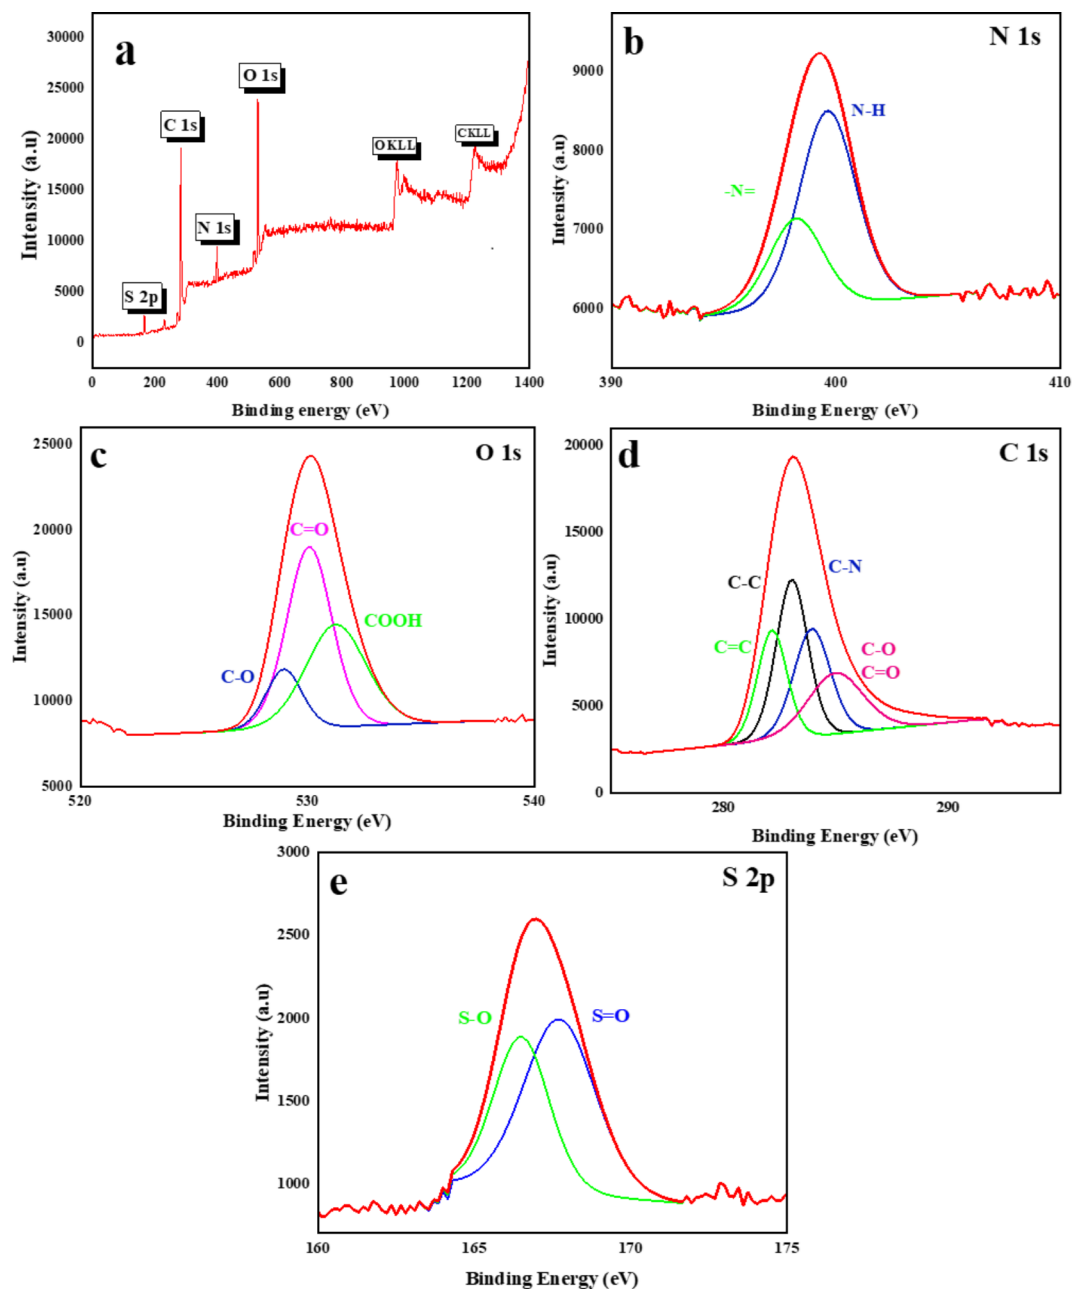 a
30000
25000
20000
15000
10000
5000
0
Intensity (a.u)
S 2p
C 1s
N 1s
O 1s
OKLL
CKLL
0 200 400 600 800 1000 1200 1400
Binding energy (eV)
b
N 1s
9000
8000
7000
6000
Intensity (a.u)
N-H
-N=
390 400 410
Binding Energy (eV)
c
O 1s
25000
20000
15000
10000
5000
Intensity (a.u)
C=O
COOH
C-O
520 530 540
Binding Energy (eV)
d
C 1s
20000
15000
10000
5000
0
Intensity (a.u)
C-N
C-C
C=C
C-O
C=O
280 290
Binding Energy (eV)
e
S 2p
3000
2500
2000
1500
1000
Intensity (a.u)
S-O
S=O
160 165 170 175
Binding Energy (eV)